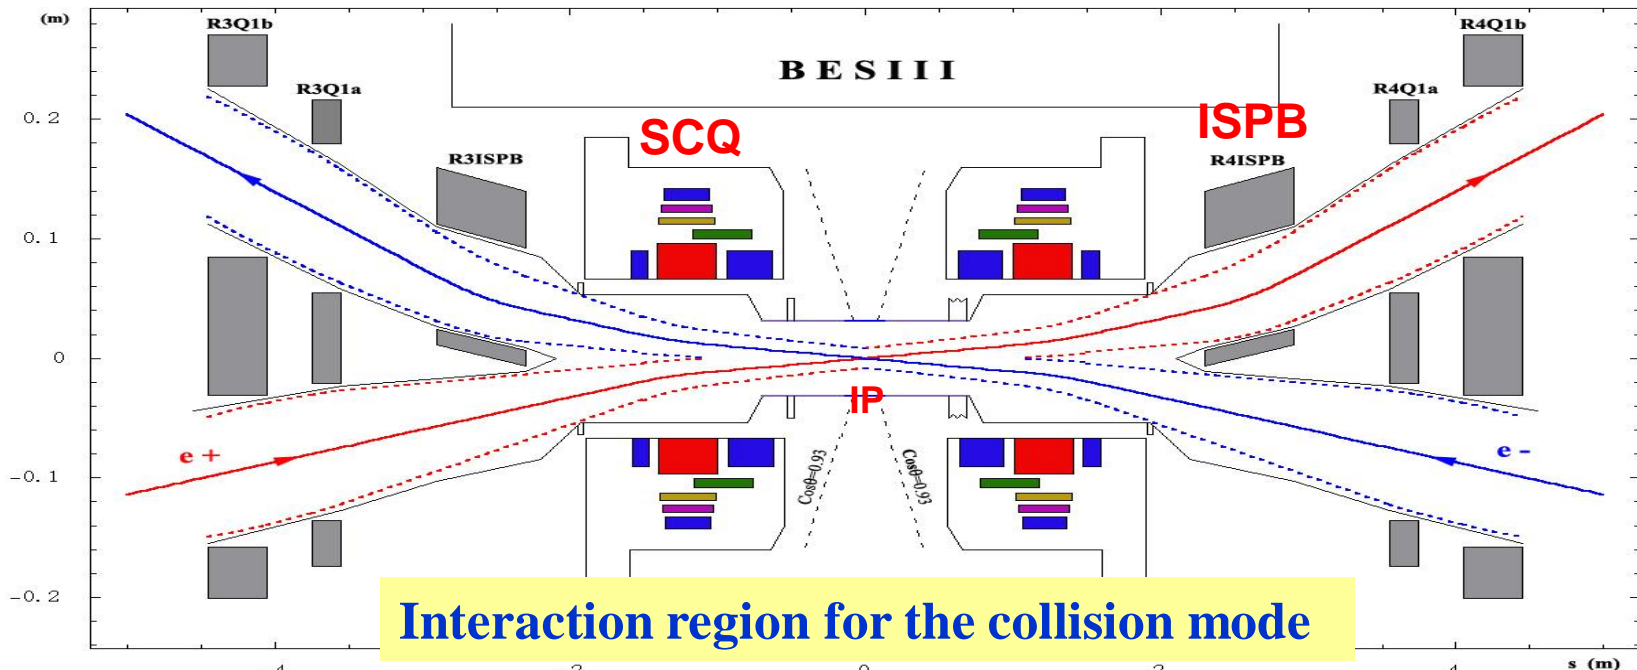 (m)
R3Q1b
R4Q1b
BESIII
R3Q1a
R4Q1a
0.2
SCQ
ISPB
R3ISPB
R4ISPB
0.1
0
IP
e +
e -
Cosθ=0.93
Cosθ=0.93
-0.1
-0.2
Interaction region for the collision mode
0
s (m)